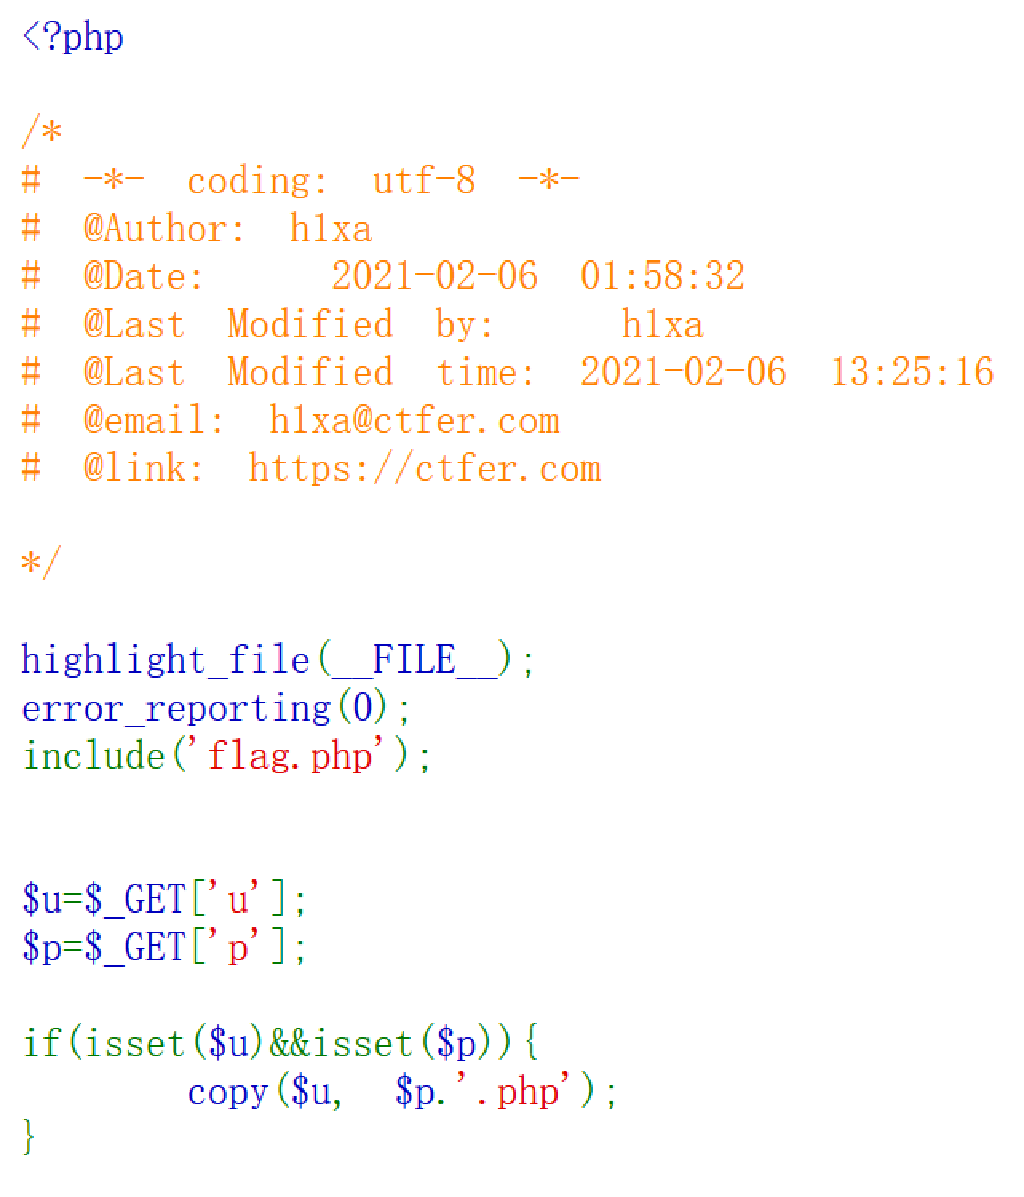 <?php
/*
# -*- coding: utf-8 -*-
# @Author: h1xa
# @Date:   2021-02-06 01:58:32
# @Last Modified by:   h1xa
# @Last Modified time: 2021-02-06 13:25:16
# @email: h1xa@ctfer.com
# @link: https://ctfer.com
*/
highlight_file(__FILE__);
error_reporting(0);
include('flag.php');
$u=$_GET['u'];
$p=$_GET['p'];
if(isset($u)&&isset($p)){
        copy($u, $p.'.php');
}